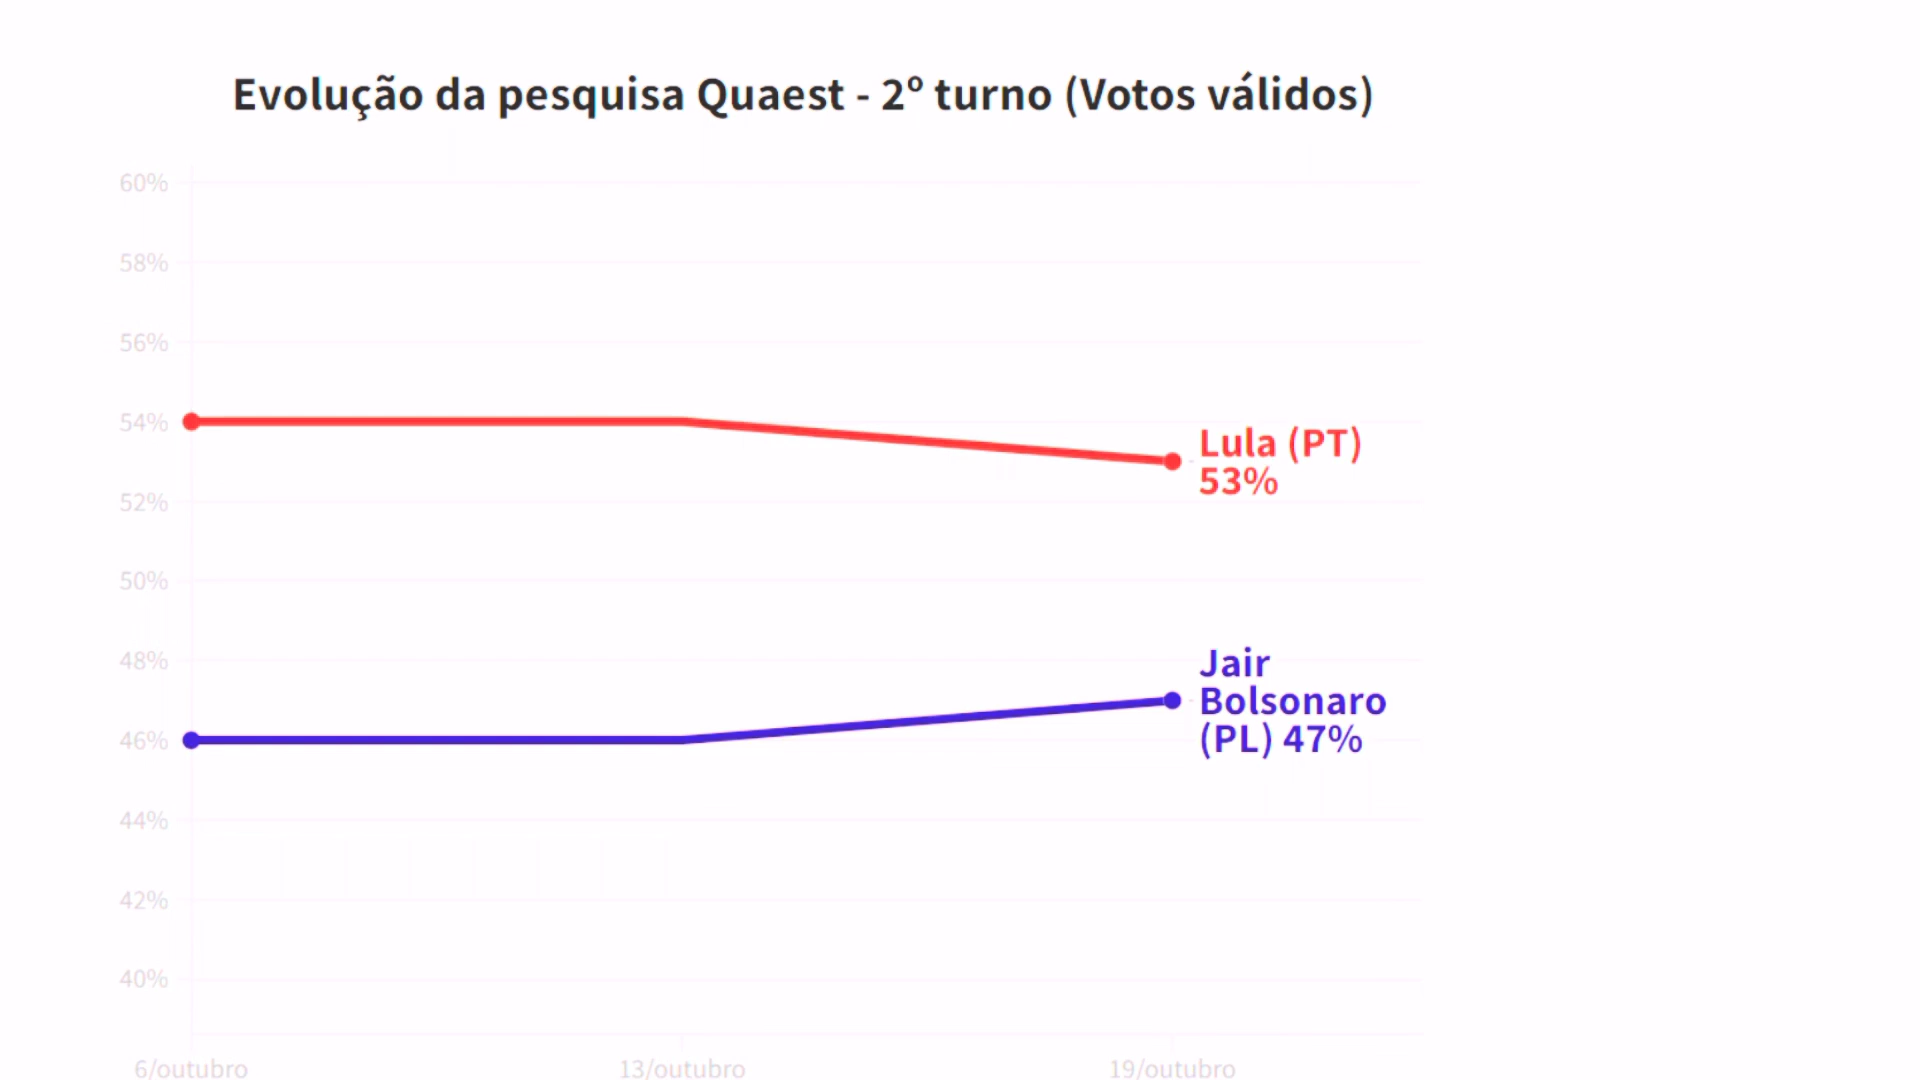 Evolução da pesquisa Quaest - 2º turno (Votos válidos)
60%
58%
56%
54%
52%
50%
48%
46%
44%
42%
40%
Lula (PT)
53%
Jair
Bolsonaro
(PL) 47%
6/outubro
13/outubro
19/outubro